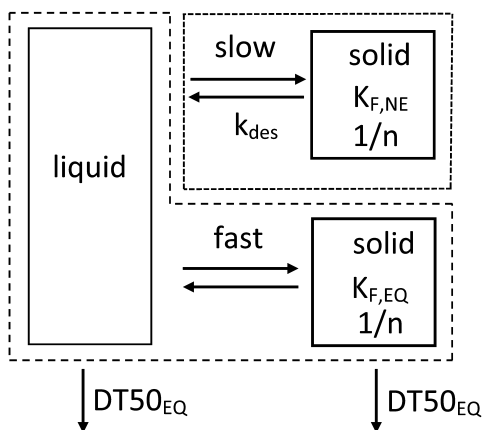 slow
k_des
solid
K_F,NE
1/n
liquid
fast
solid
K_F,EQ
1/n
DT50_EQ
DT50_EQ